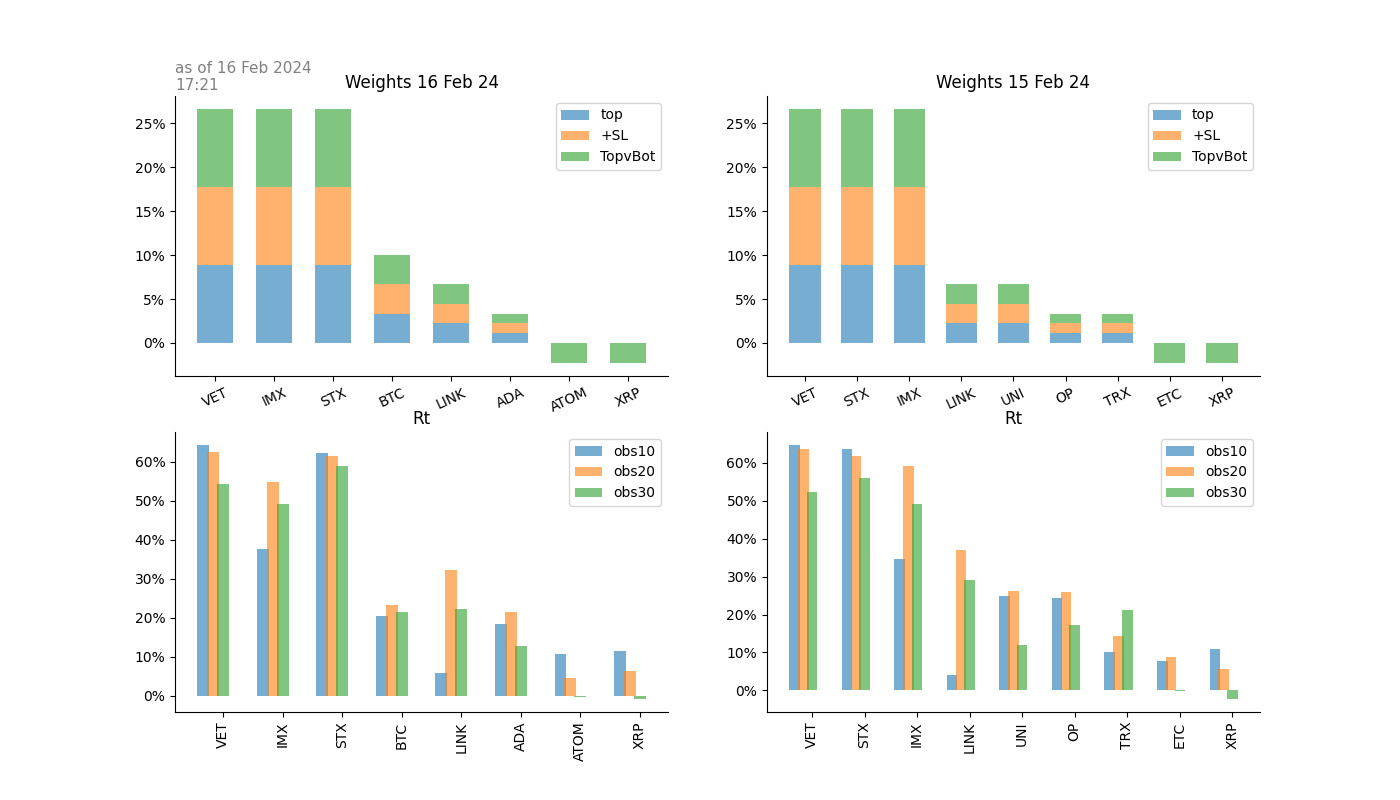 as of 16 Feb 2024
17:21
Weights 16 Feb 24
25%
20%
15%
10%
5%
0%
top
+SL
TopvBot
VET IMX STX BTC LINK ADA ATOM XRP
Weights 15 Feb 24
25%
20%
15%
10%
5%
0%
top
+SL
TopvBot
VET STX IMX LINK UNI OP TRX ETC XRP
Rt
60%
50%
40%
30%
20%
10%
0%
obs10
obs20
obs30
VET IMX STX BTC LINK ADA ATOM XRP
Rt
60%
50%
40%
30%
20%
10%
0%
obs10
obs20
obs30
VET STX IMX LINK UNI OP TRX ETC XRP